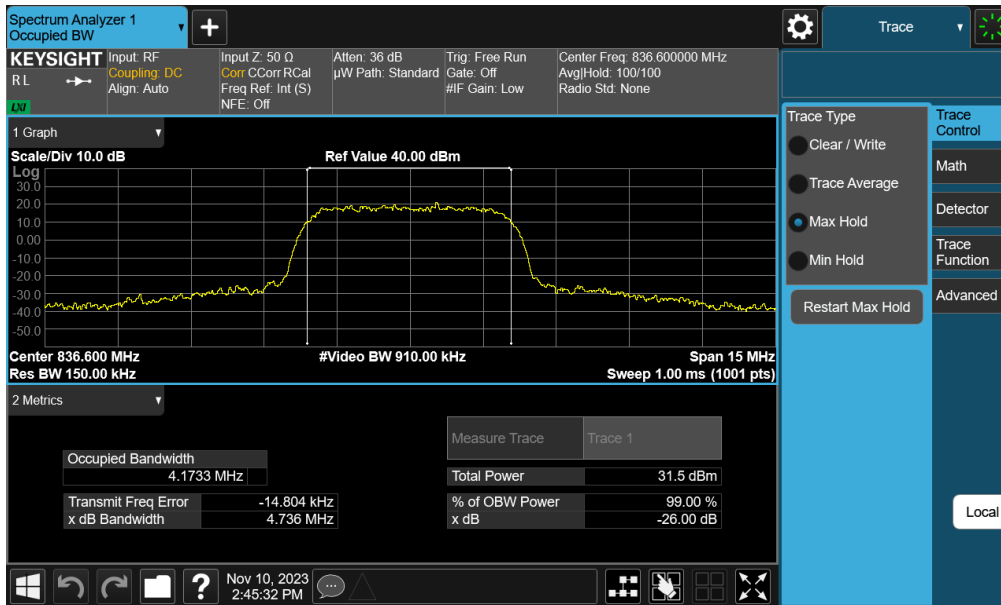 Spectrum Analyzer 1
Occupied BW
Trace
KEYSIGHT
R L
LXI
Input: RF
Coupling: DC
Align: Auto
Input Z: 50 Ω
Corr CCorr RCal
Freq Ref: Int (S)
NFE: Off
Atten: 36 dB
µW Path: Standard
Trig: Free Run
Gate: Off
#IF Gain: Low
Center Freq: 836.600000 MHz
Avg|Hold: 100/100
Radio Std: None
1 Graph
Scale/Div 10.0 dB
Ref Value 40.00 dBm
Log
30.0
20.0
10.0
0.00
-10.0
-20.0
-30.0
-40.0
-50.0
Center 836.600 MHz
#Video BW 910.00 kHz
Span 15 MHz
Res BW 150.00 kHz
Sweep 1.00 ms (1001 pts)
2 Metrics
Measure Trace
Trace 1
Occupied Bandwidth
4.1733 MHz
Total Power
31.5 dBm
Transmit Freq Error
-14.804 kHz
% of OBW Power
99.00 %
x dB Bandwidth
4.736 MHz
x dB
-26.00 dB
Trace Type
Clear / Write
Trace Average
Max Hold
Min Hold
Restart Max Hold
Trace
Control
Math
Detector
Trace
Function
Advanced
Local
?
Nov 10, 2023
2:45:32 PM